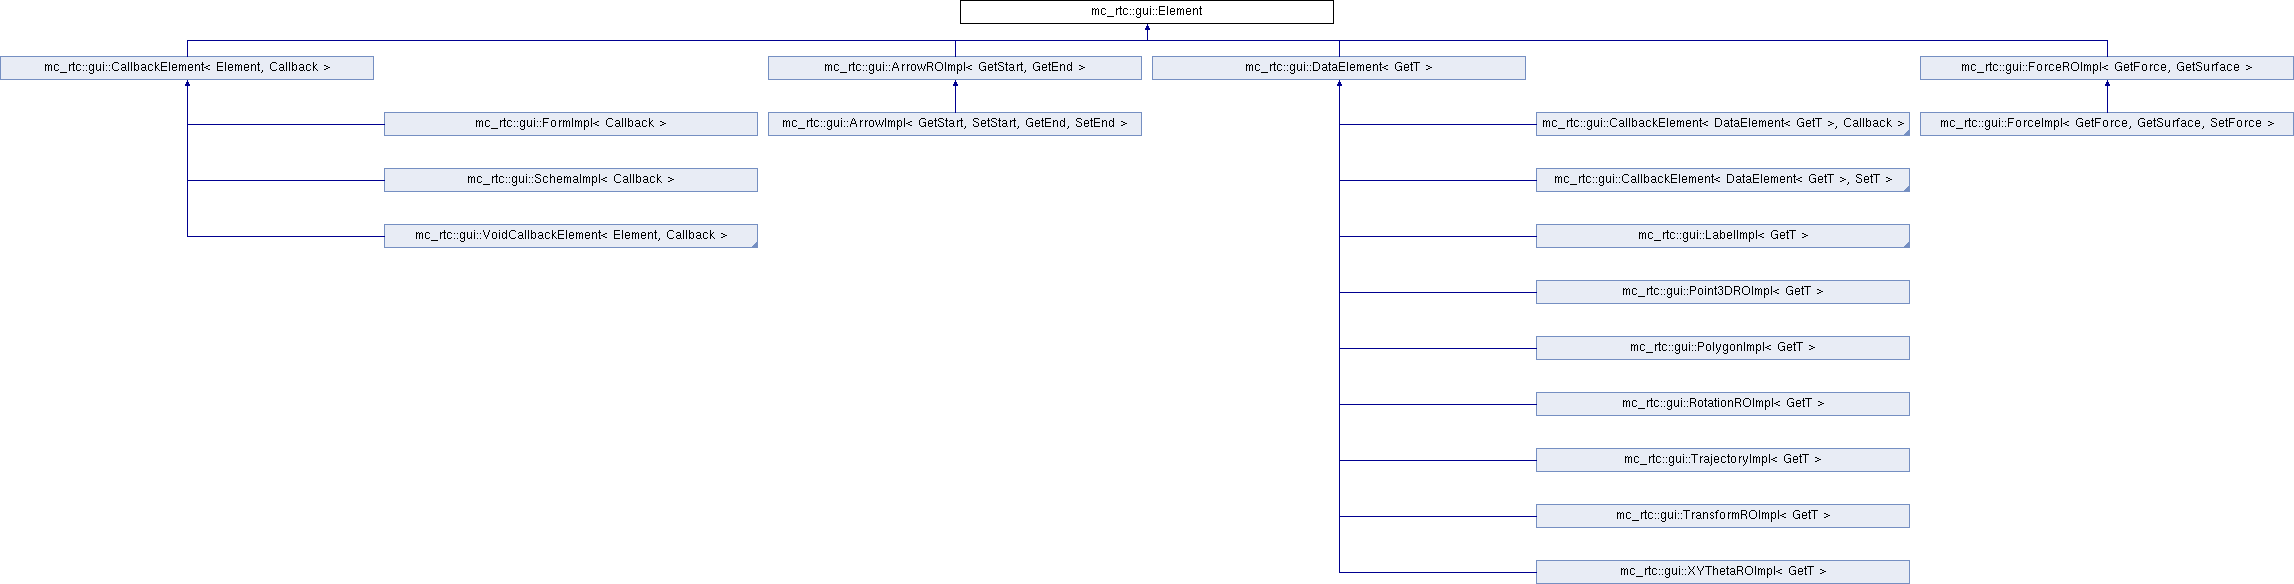 mc_rtc::gui::Element
mc_rtc::gui::CallbackElement< Element, Callback >
mc_rtc::gui::ArrowROImpl< GetStart, GetEnd >
mc_rtc::gui::DataElement< GetT >
mc_rtc::gui::ForceROImpl< GetForce, GetSurface >
mc_rtc::gui::FormImpl< Callback >
mc_rtc::gui::ArrowImpl< GetStart, SetStart, GetEnd, SetEnd >
mc_rtc::gui::CallbackElement< DataElement< GetT >, Callback >
mc_rtc::gui::ForceImpl< GetForce, GetSurface, SetForce >
mc_rtc::gui::SchemaImpl< Callback >
mc_rtc::gui::CallbackElement< DataElement< GetT >, SetT >
mc_rtc::gui::VoidCallbackElement< Element, Callback >
mc_rtc::gui::LabelImpl< GetT >
mc_rtc::gui::Point3DROImpl< GetT >
mc_rtc::gui::PolygonImpl< GetT >
mc_rtc::gui::RotationROImpl< GetT >
mc_rtc::gui::TrajectoryImpl< GetT >
mc_rtc::gui::TransformROImpl< GetT >
mc_rtc::gui::XYThetaROImpl< GetT >